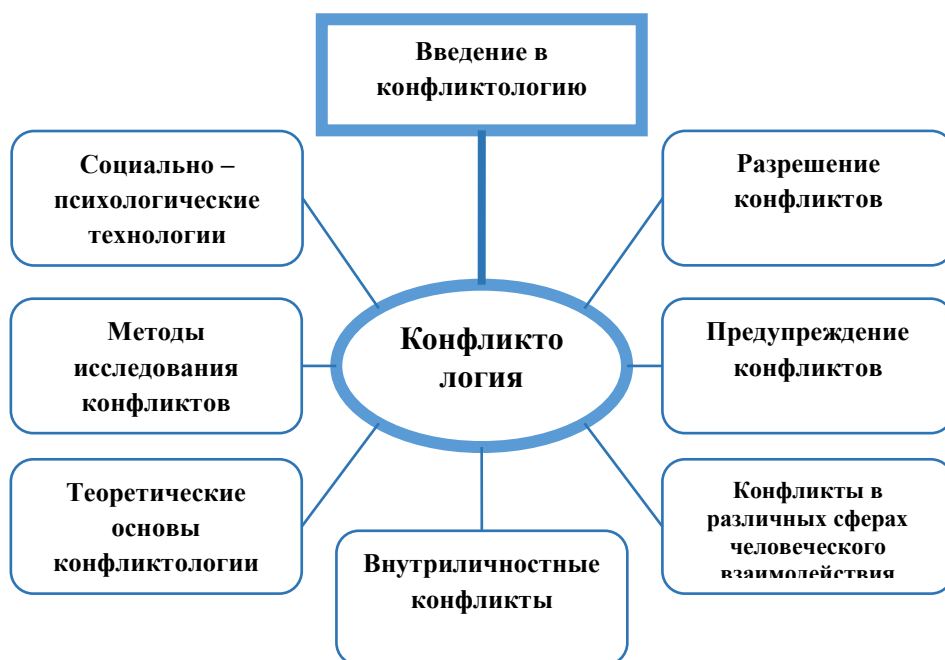 Введение в
конфликтологию
Социально –
психологические
технологии
Разрешение
конфликтов
Методы
исследования
конфликтов
Конфликто
логия
Предупреждение
конфликтов
Теоретические
основы
конфликтологии
Внутриличностные
конфликты
Конфликты в
различных сферах
человеческого
взаимодействия